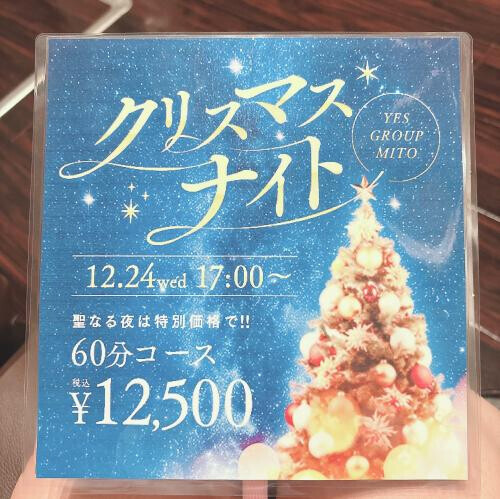 クリスマス
ナイト
YES
GROUP
MITO
12.24wed 17:00～
聖なる夜は特別価格で!!
60分コース
税込
¥12,500